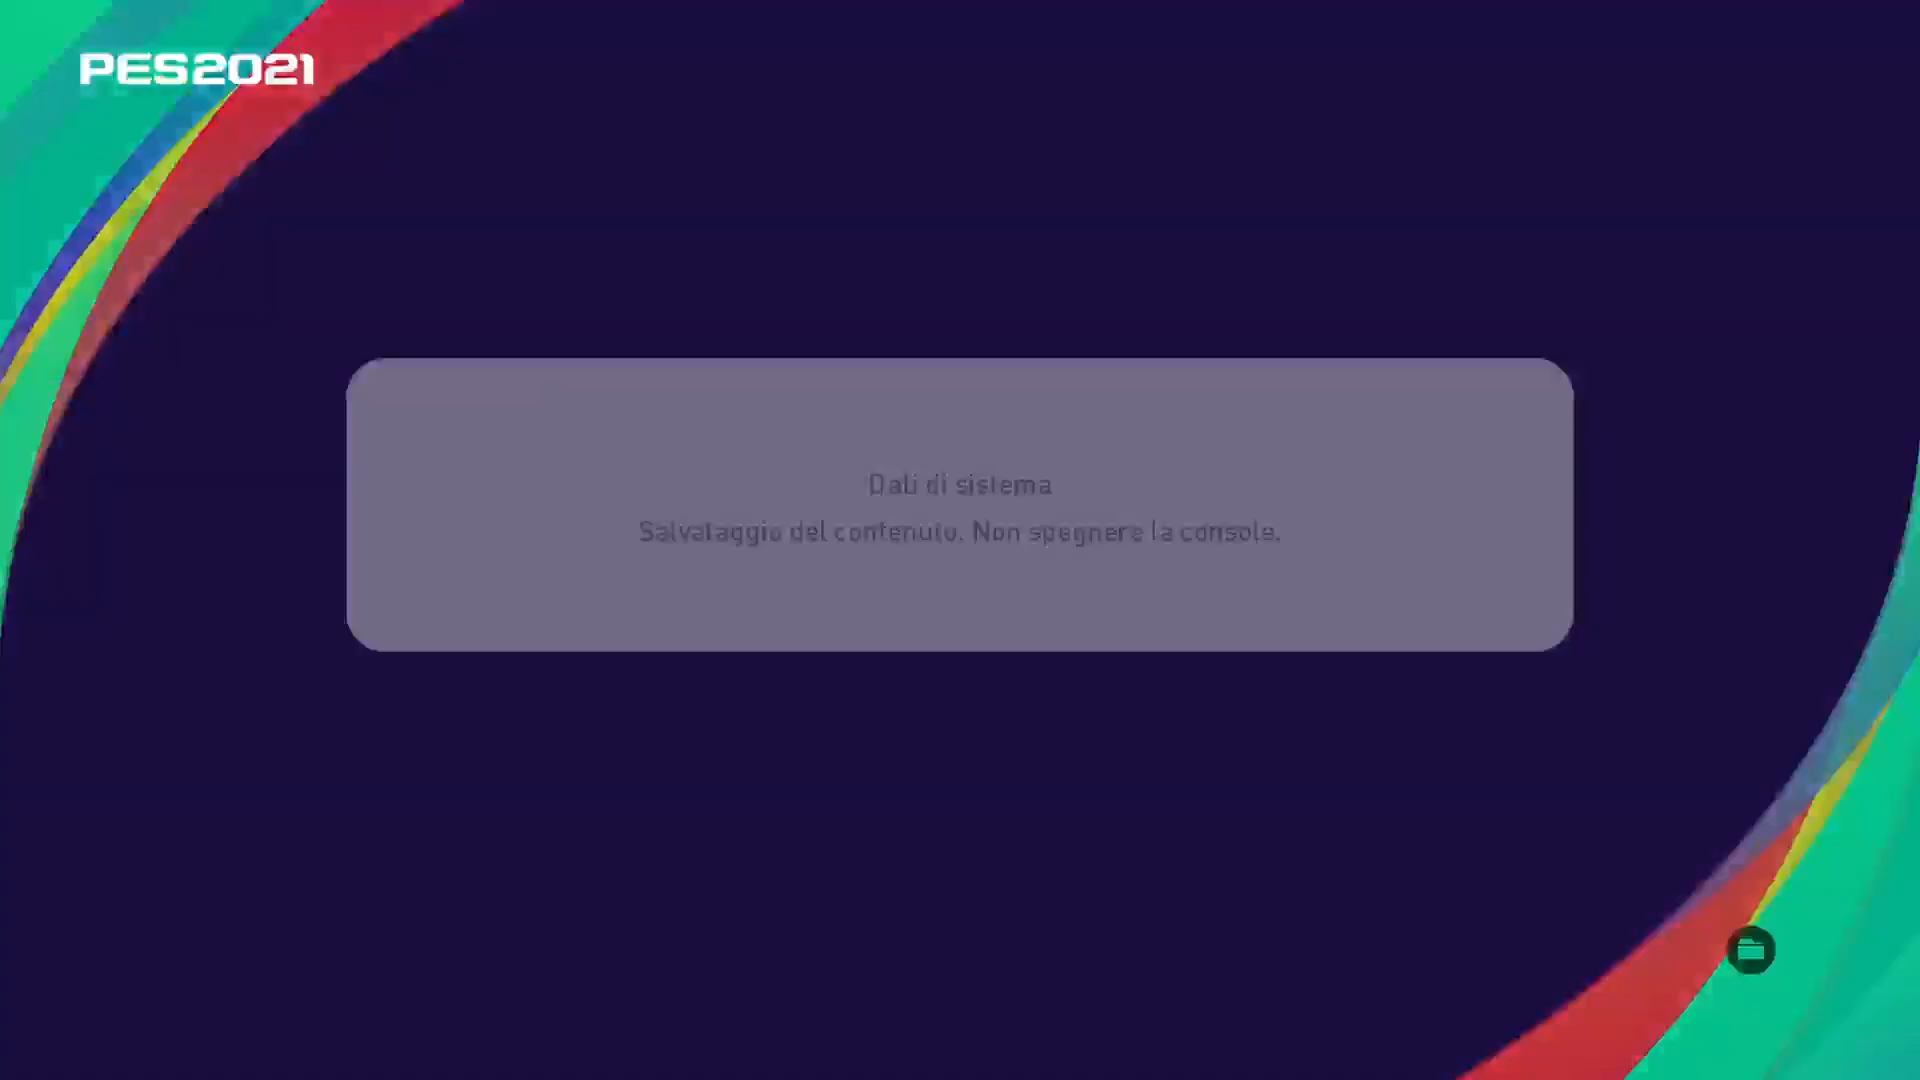 PES2021
Dati di sistema
Salvataggio del contenuto. Non spegnere la console.